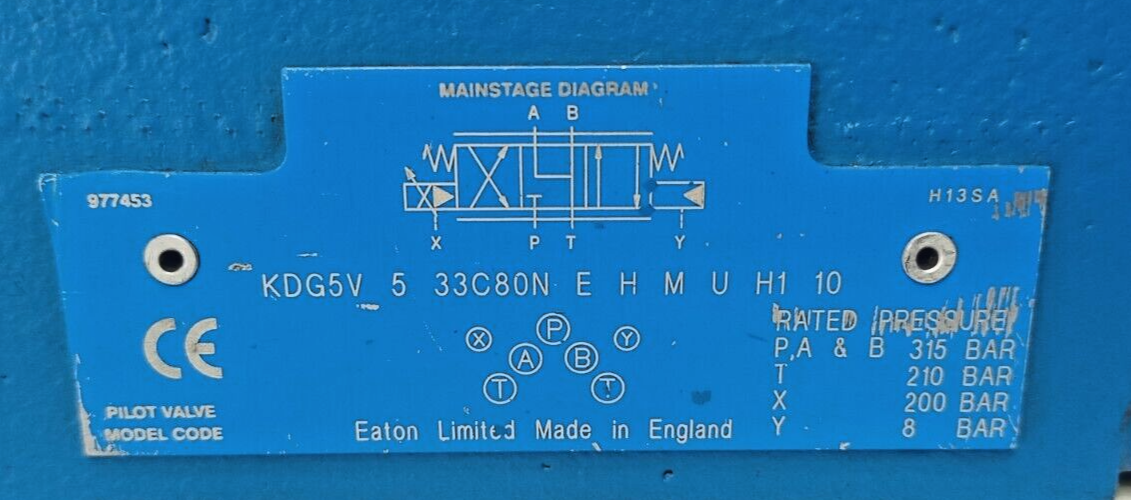 MAINSTAGE DIAGRAM
A B
977453
H13SA
X P T Y
KDG5V 5 33C80N E H M U H1 10
CE
RATED PRESSURE
P,A & B 315 BAR
T 210 BAR
X 200 BAR
Y 8 BAR
X P Y
A B
T T
PILOT VALVE
MODEL CODE
Eaton Limited Made in England